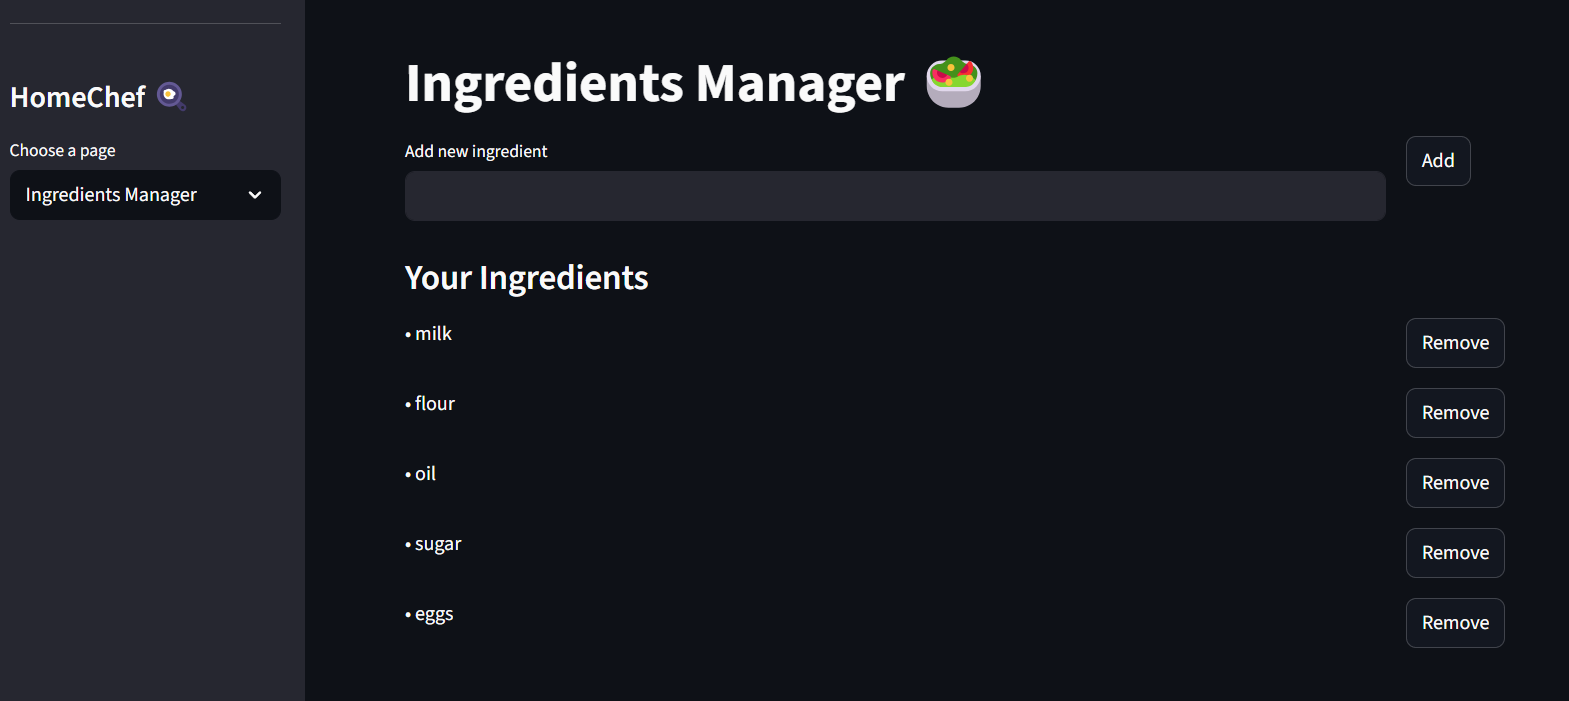 HomeChef
Choose a page
Ingredients Manager
Ingredients Manager
Add new ingredient
Add
Your Ingredients
• milk
Remove
• flour
Remove
• oil
Remove
• sugar
Remove
• eggs
Remove